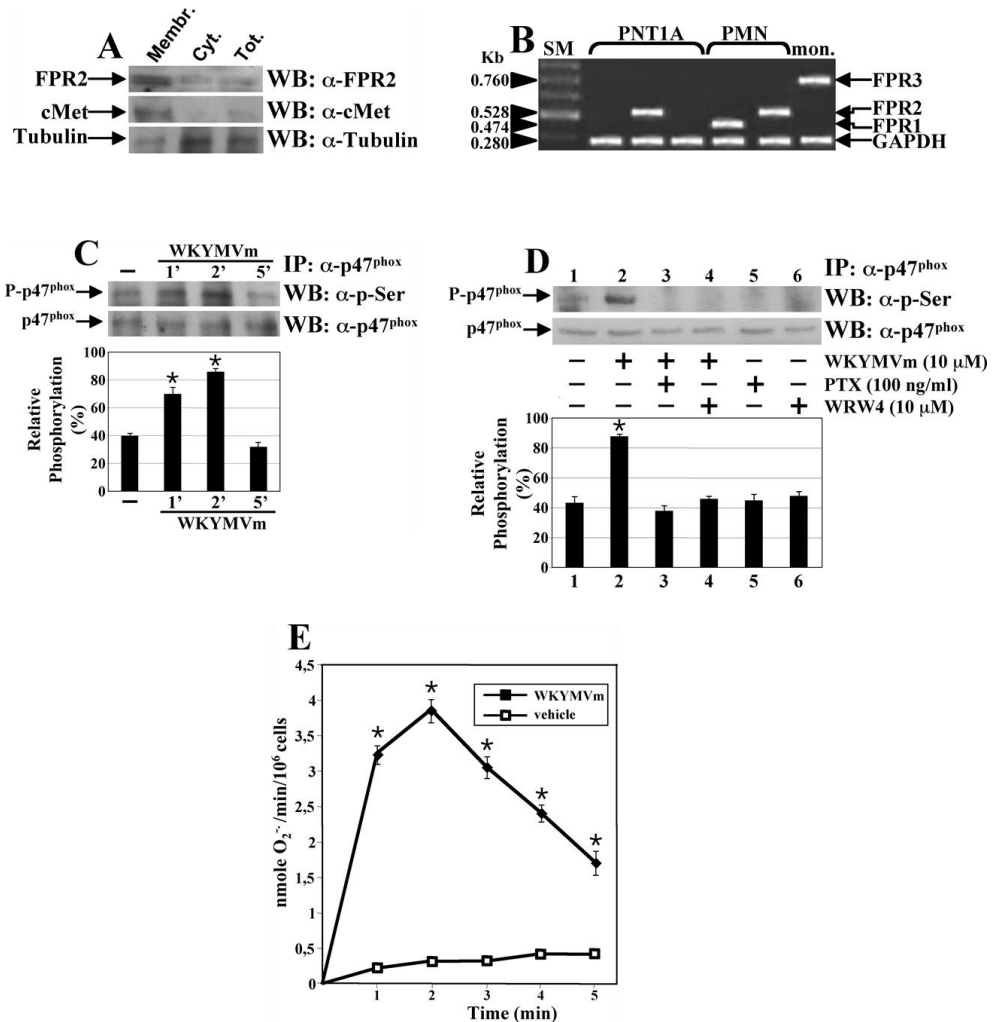 A
Membr. Cyt. Tot.
FPR2 WB: α-FPR2
cMet WB: α-cMet
Tubulin WB: α-Tubulin
B
Kb SM PNT1A PMN mon.
0.760 FPR3
0.528 FPR2
0.474 FPR1
0.280 GAPDH
C
WKYMVm
– 1’ 2’ 5’ IP: α-p47phox
P-p47phox WB: α-p-Ser
p47phox WB: α-p47phox
Relative Phosphorylation (%)
100
80
60
40
20
0
* *
– 1’ 2’ 5’
WKYMVm
D
1 2 3 4 5 6 IP: α-p47phox
P-p47phox WB: α-p-Ser
p47phox WB: α-p47phox
– + + + – – WKYMVm (10 μM)
– – + – + – PTX (100 ng/ml)
– – – + – + WRW4 (10 μM)
Relative Phosphorylation (%)
100
80
60
40
20
0
*
1 2 3 4 5 6
E
nmole O2-·/min/10⁶ cells
4,5
4
3,5
3
2,5
2
1,5
1
0,5
0
* * * * *
WKYMVm
vehicle
1 2 3 4 5
Time (min)